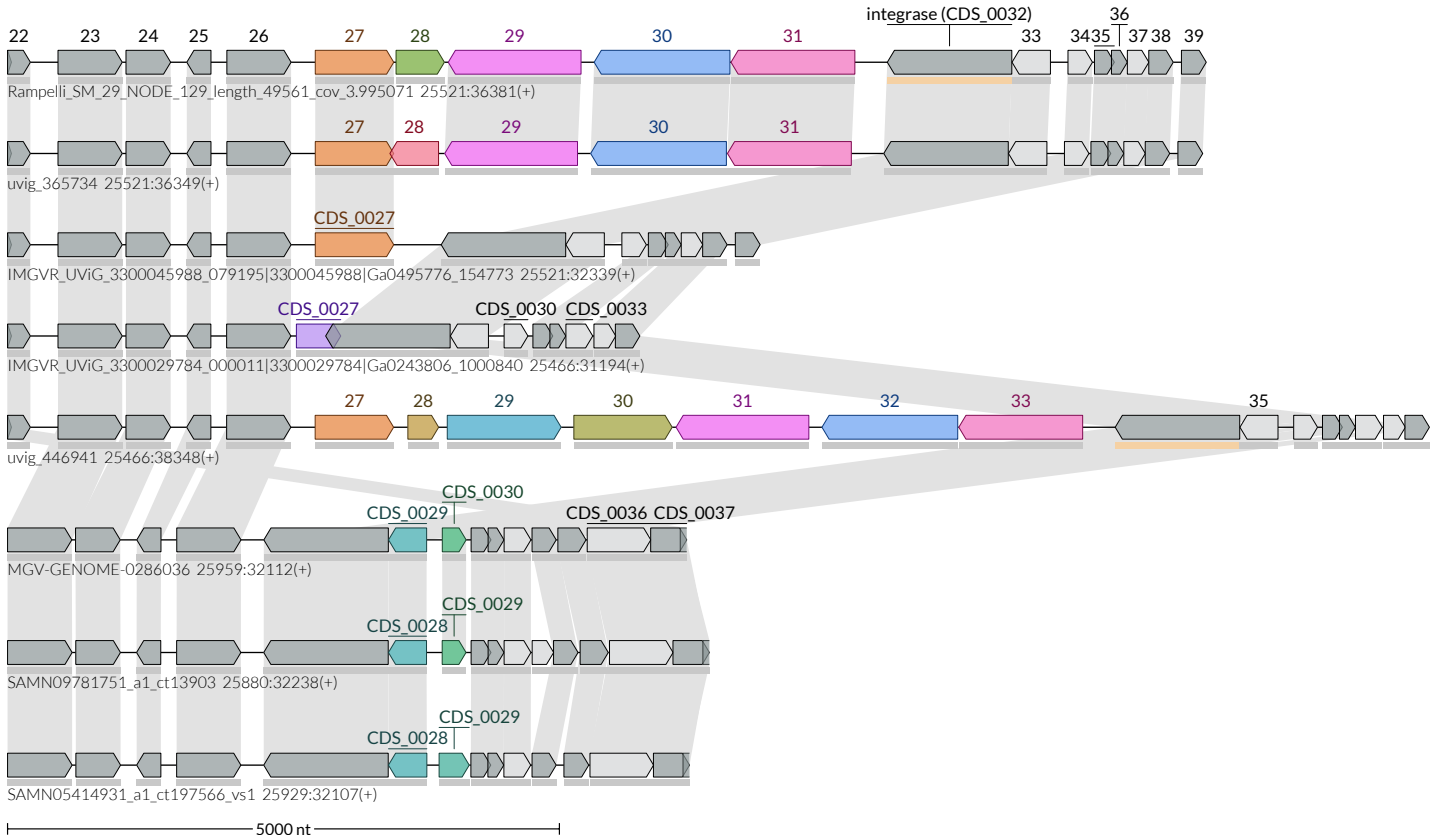 integrase (CDS_0032) 36
22 23 24 25 26 27 28 29 30 31 33 34 35 37 38 39
Rampelli_SM_29_NODE_129_length_49561_cov_3.995071 25521:36381(+)
27 28 29 30 31
uvig_365734 25521:36349(+)
CDS_0027
IMGVR_UViG_3300045988_079195|3300045988|Ga0495776_154773 25521:32339(+)
CDS_0027 CDS_0030 CDS_0033
IMGVR_UViG_3300029784_000011|3300029784|Ga0243806_1000840 25466:31194(+)
27 28 29 30 31 32 33 35
uvig_446941 25466:38348(+)
CDS_0030
CDS_0029 CDS_0036 CDS_0037
MGV-GENOME-0286036 25959:32112(+)
CDS_0029
CDS_0028
SAMN09781751_a1_ct13903 25880:32238(+)
CDS_0029
CDS_0028
SAMN05414931_a1_ct197566_vs1 25929:32107(+)
5000 nt